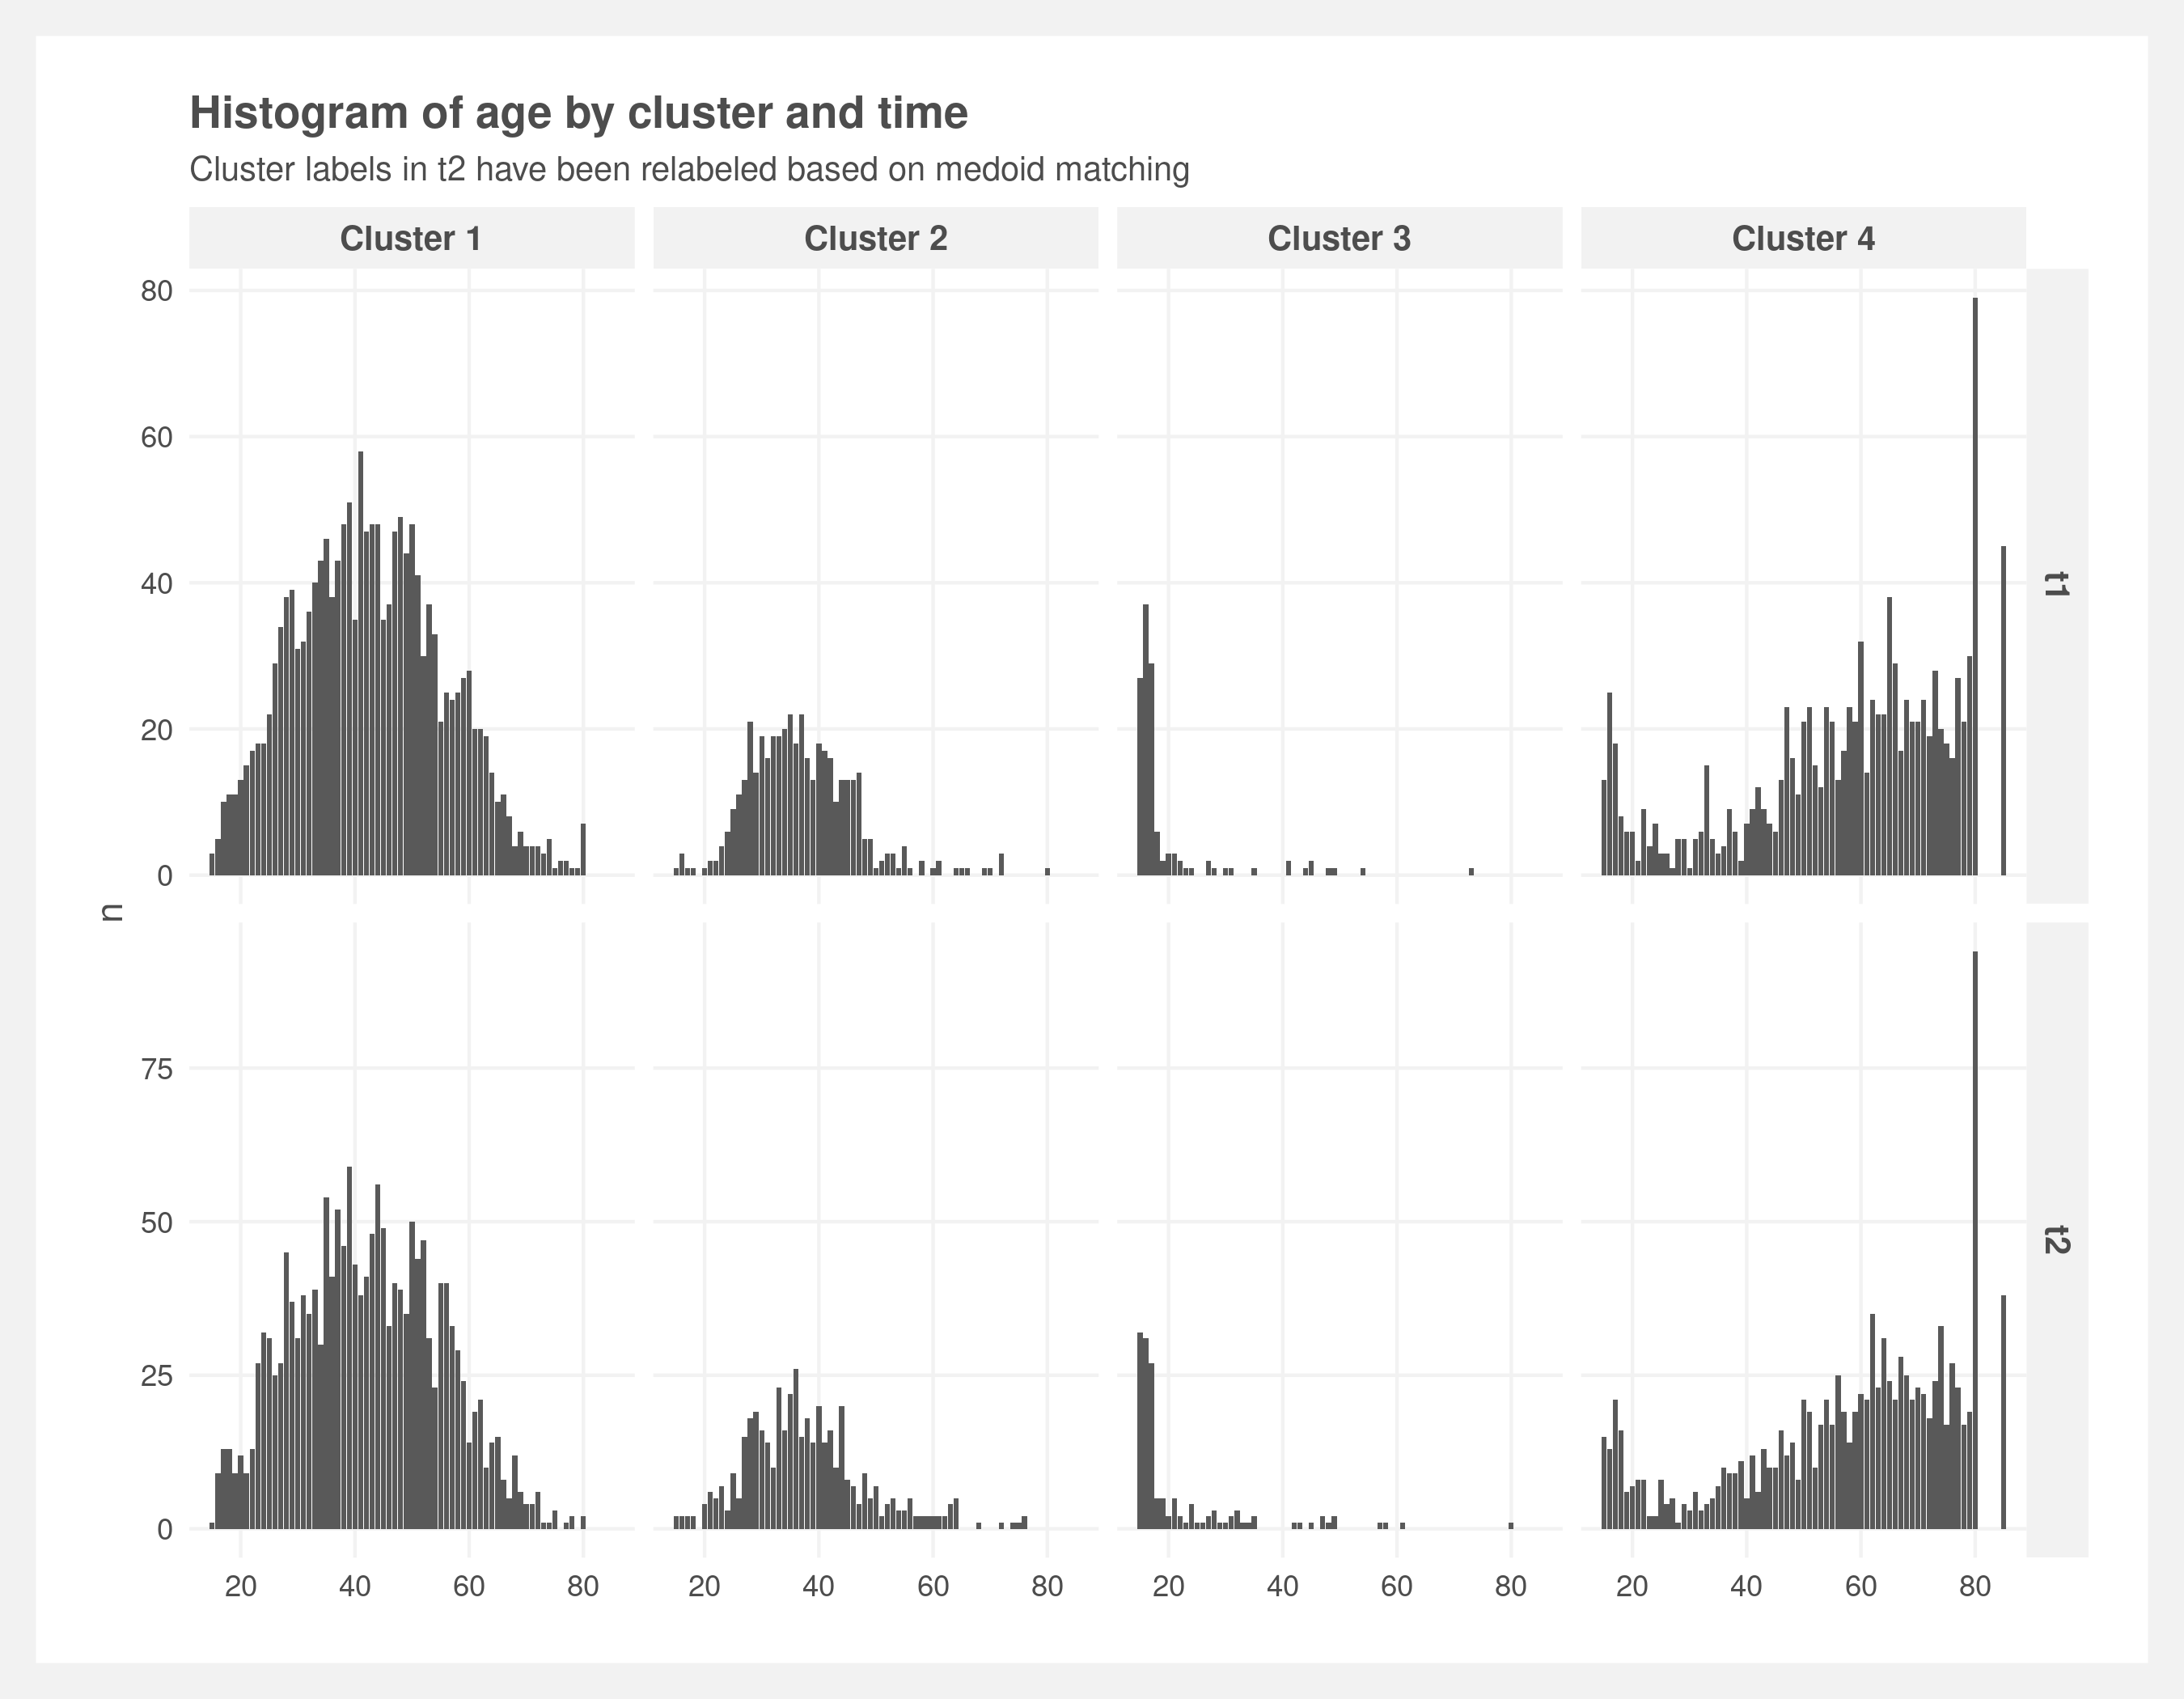 Histogram of age by cluster and time
Cluster labels in t2 have been relabeled based on medoid matching
Cluster 1
Cluster 2
Cluster 3
Cluster 4
80
60
40
20
0
t1
n
75
50
25
0
t2
20 40 60 80
20 40 60 80
20 40 60 80
20 40 60 80